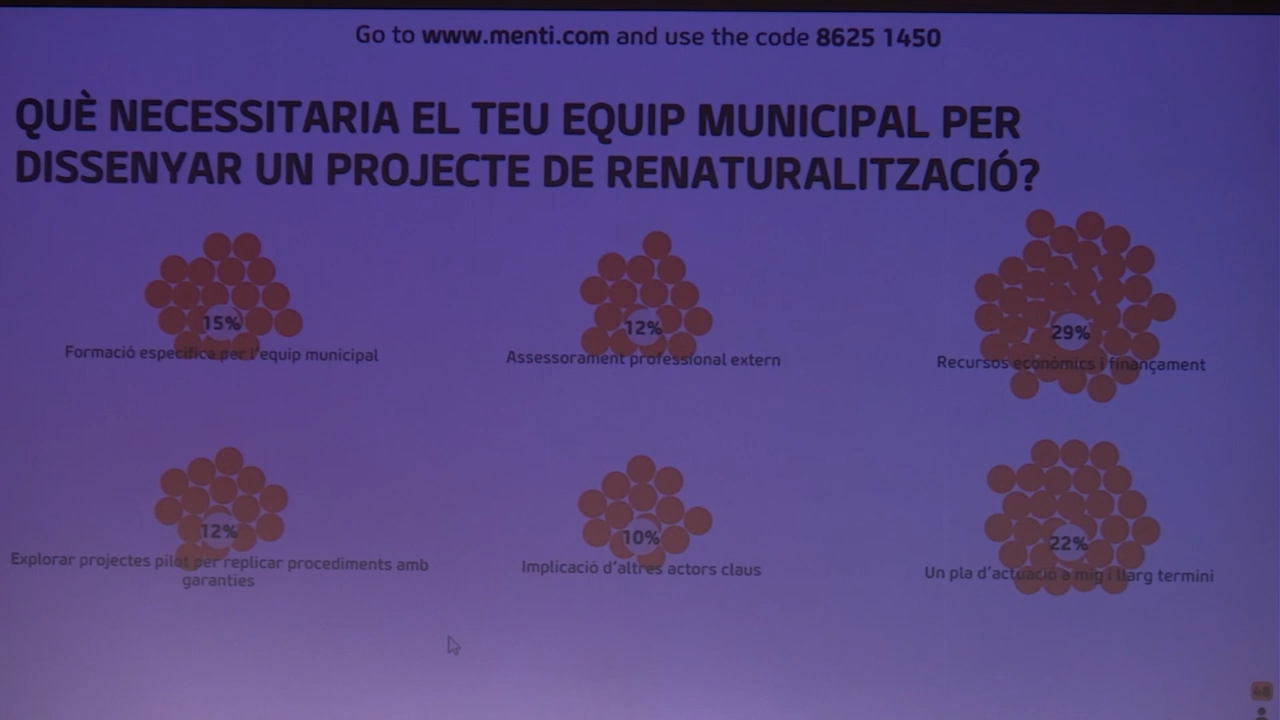 Go to www.menti.com and use the code 8625 1450
QUÈ NECESSITARIA EL TEU EQUIP MUNICIPAL PER
DISSENYAR UN PROJECTE DE RENATURALITZACIÓ?
15%
Formació específica per l'equip municipal
12%
Assessorament professional extern
29%
Recursos econòmics i finançament
12%
Explorar projectes pilot per replicar procediments amb
garanties
10%
Implicació d'altres actors claus
22%
Un pla d'actuació a mig i llarg termini